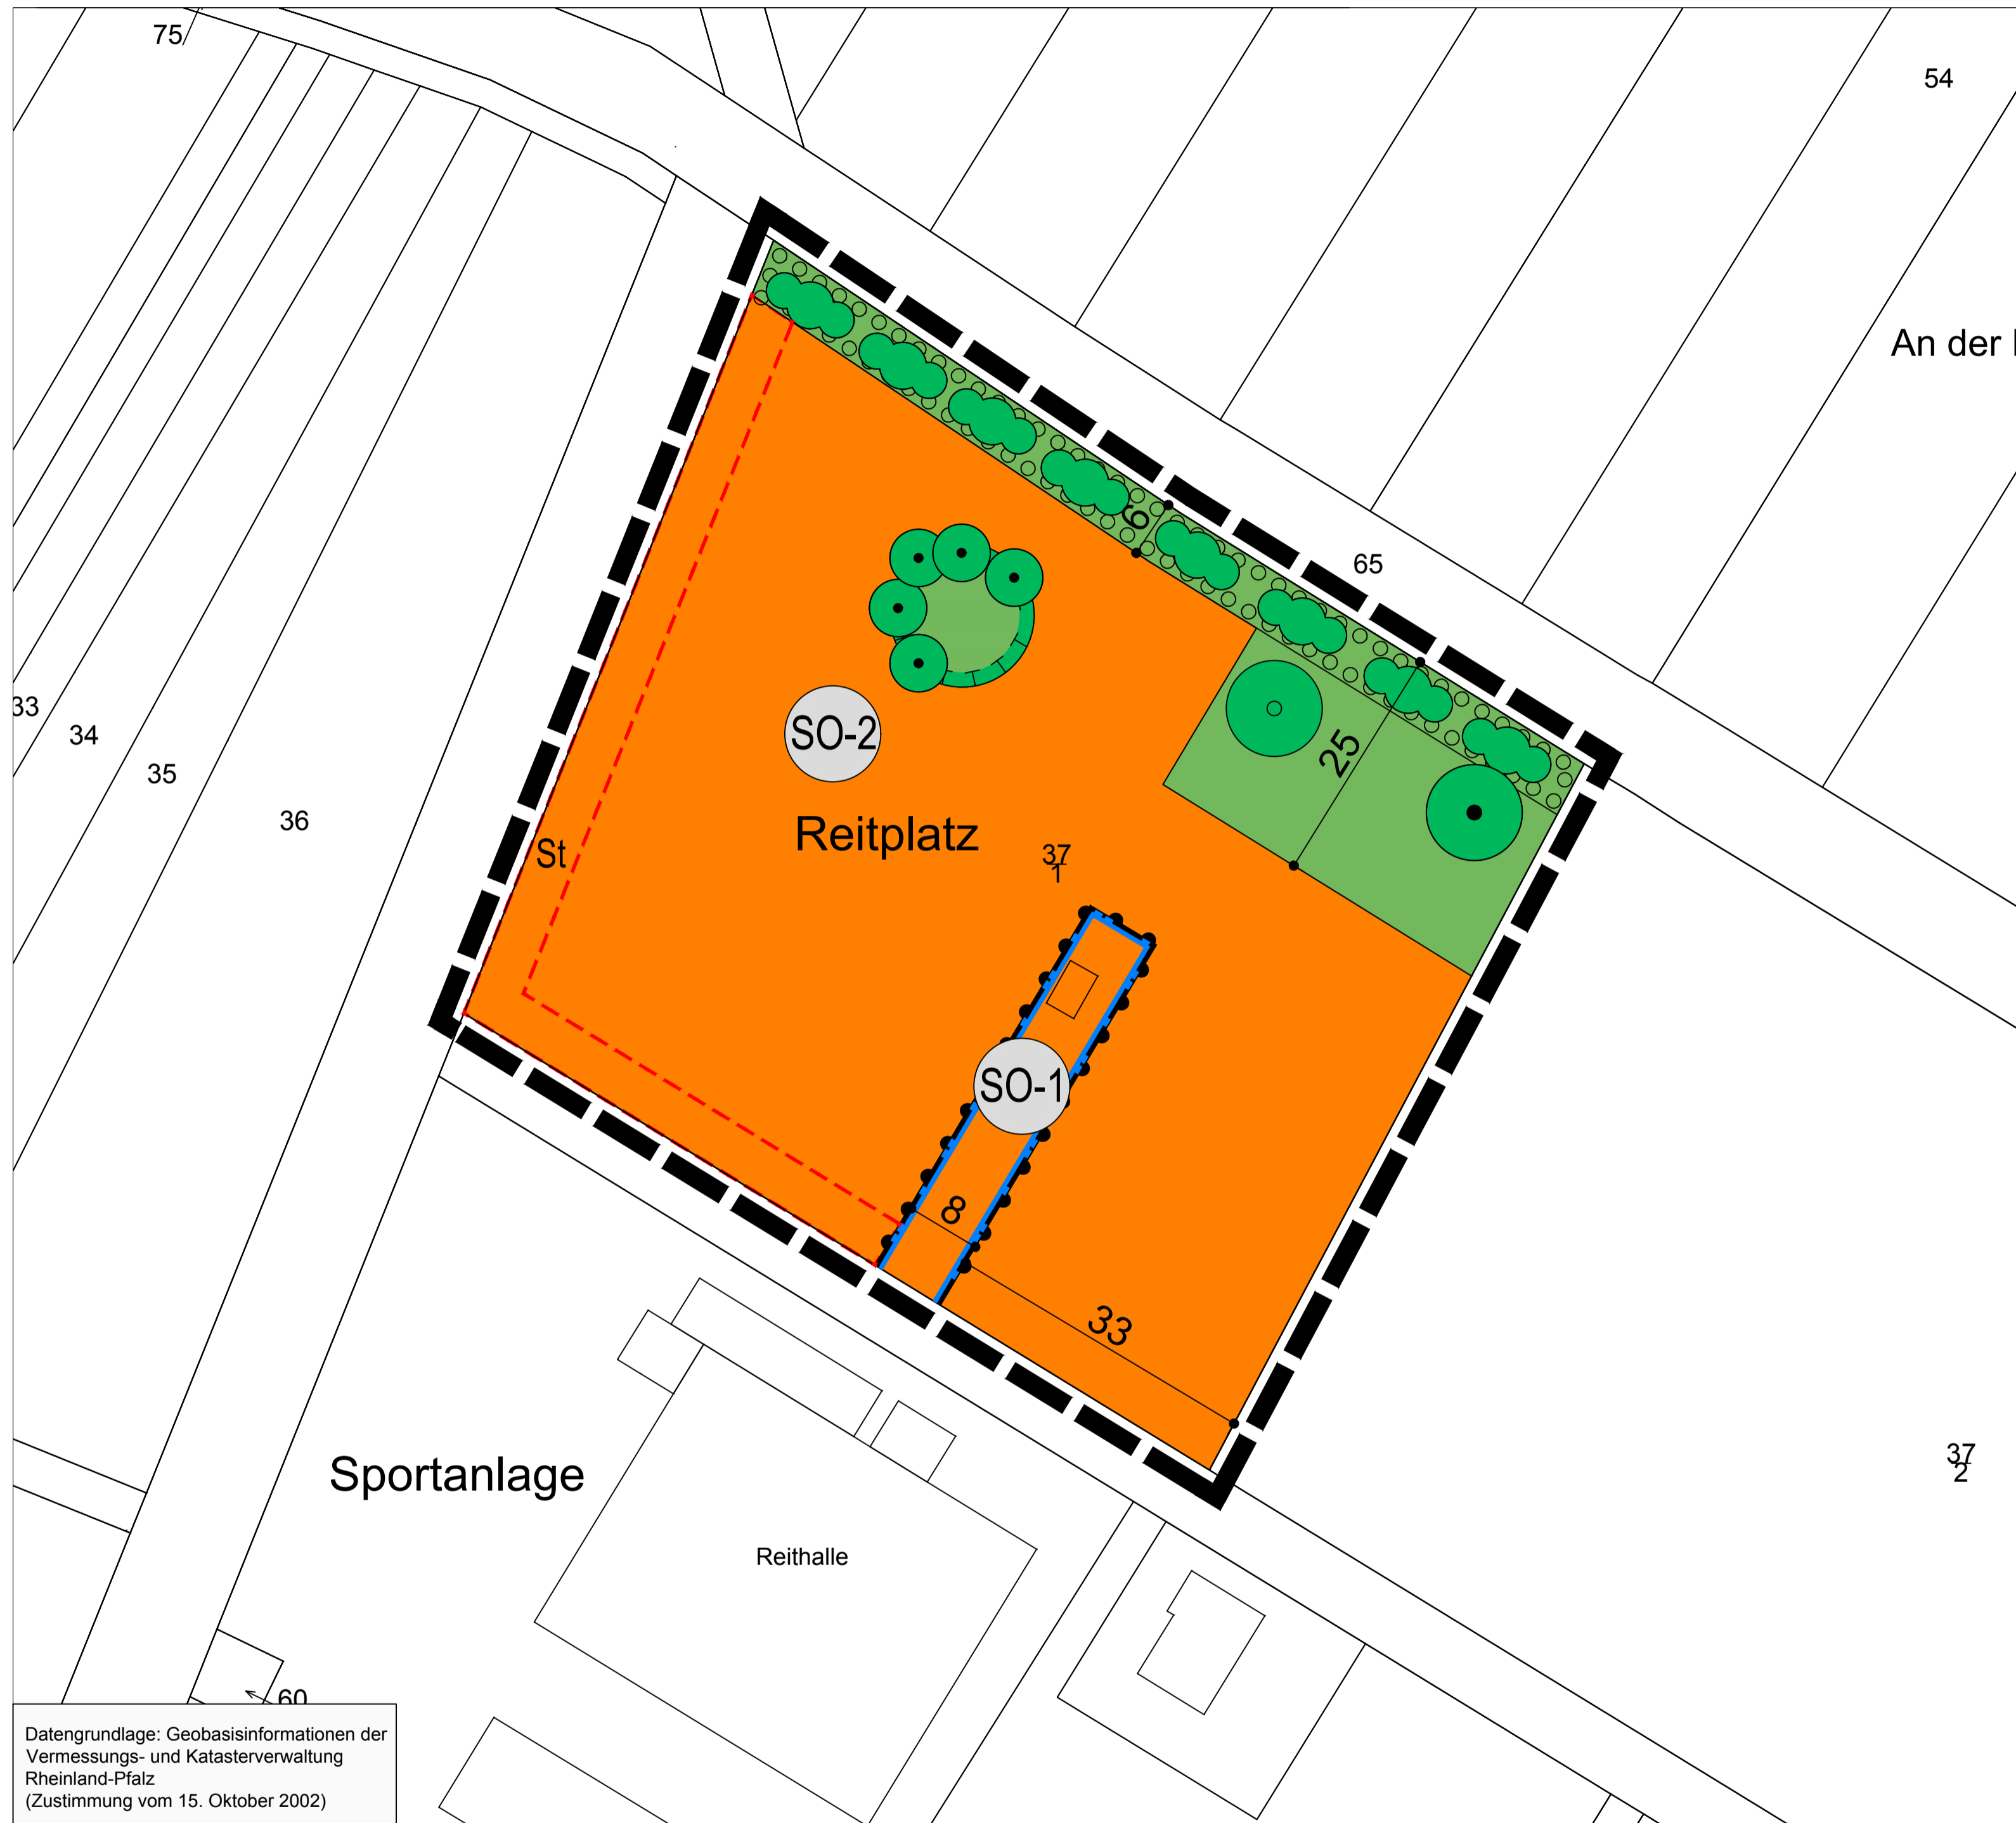 75
54
An der
6
65
33
34
35
36
SO-2
25
Reitplatz
St
37
1
SO-1
8
33
Sportanlage
37
2
Reithalle
60
Datengrundlage: Geobasisinformationen der
Vermessungs- und Katasterverwaltung
Rheinland-Pfalz
(Zustimmung vom 15. Oktober 2002)